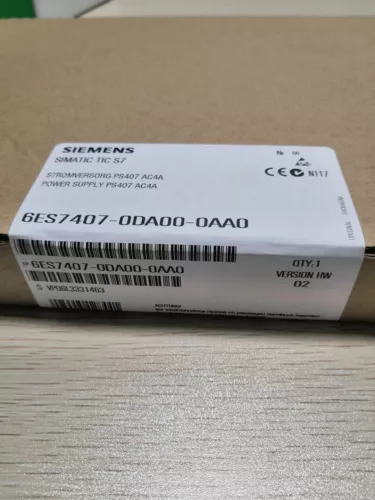 SIEMENS
SIMATIC TIC S7
STROMVERSORG PS407 AC4A
POWER SUPPLY PS407 AC4A
N117
6ES7407-0DA00-0AA0
6ES7407-0DA00-0AA0
QTY:1
VERSION HW
02
S VPG6L3331463